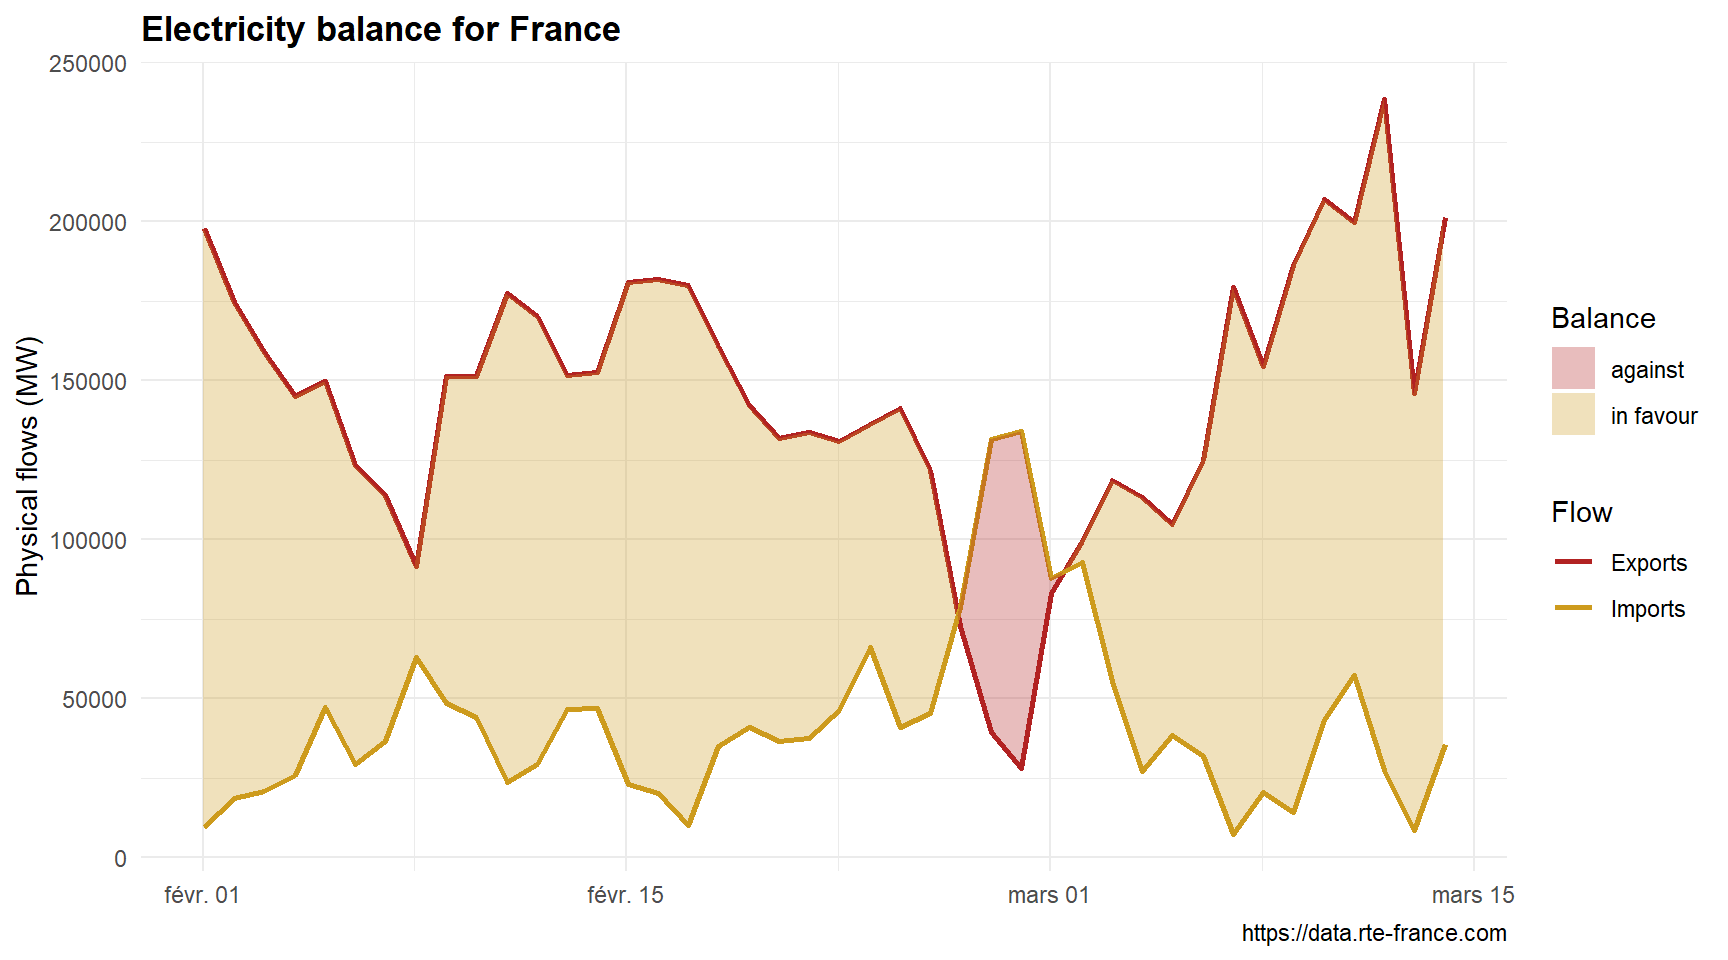 Electricity balance for France
250000
200000
150000
100000
50000
0
Physical flows (MW)
févr. 01
févr. 15
mars 01
mars 15
https://data.rte-france.com
Balance
against
in favour
Flow
Exports
Imports